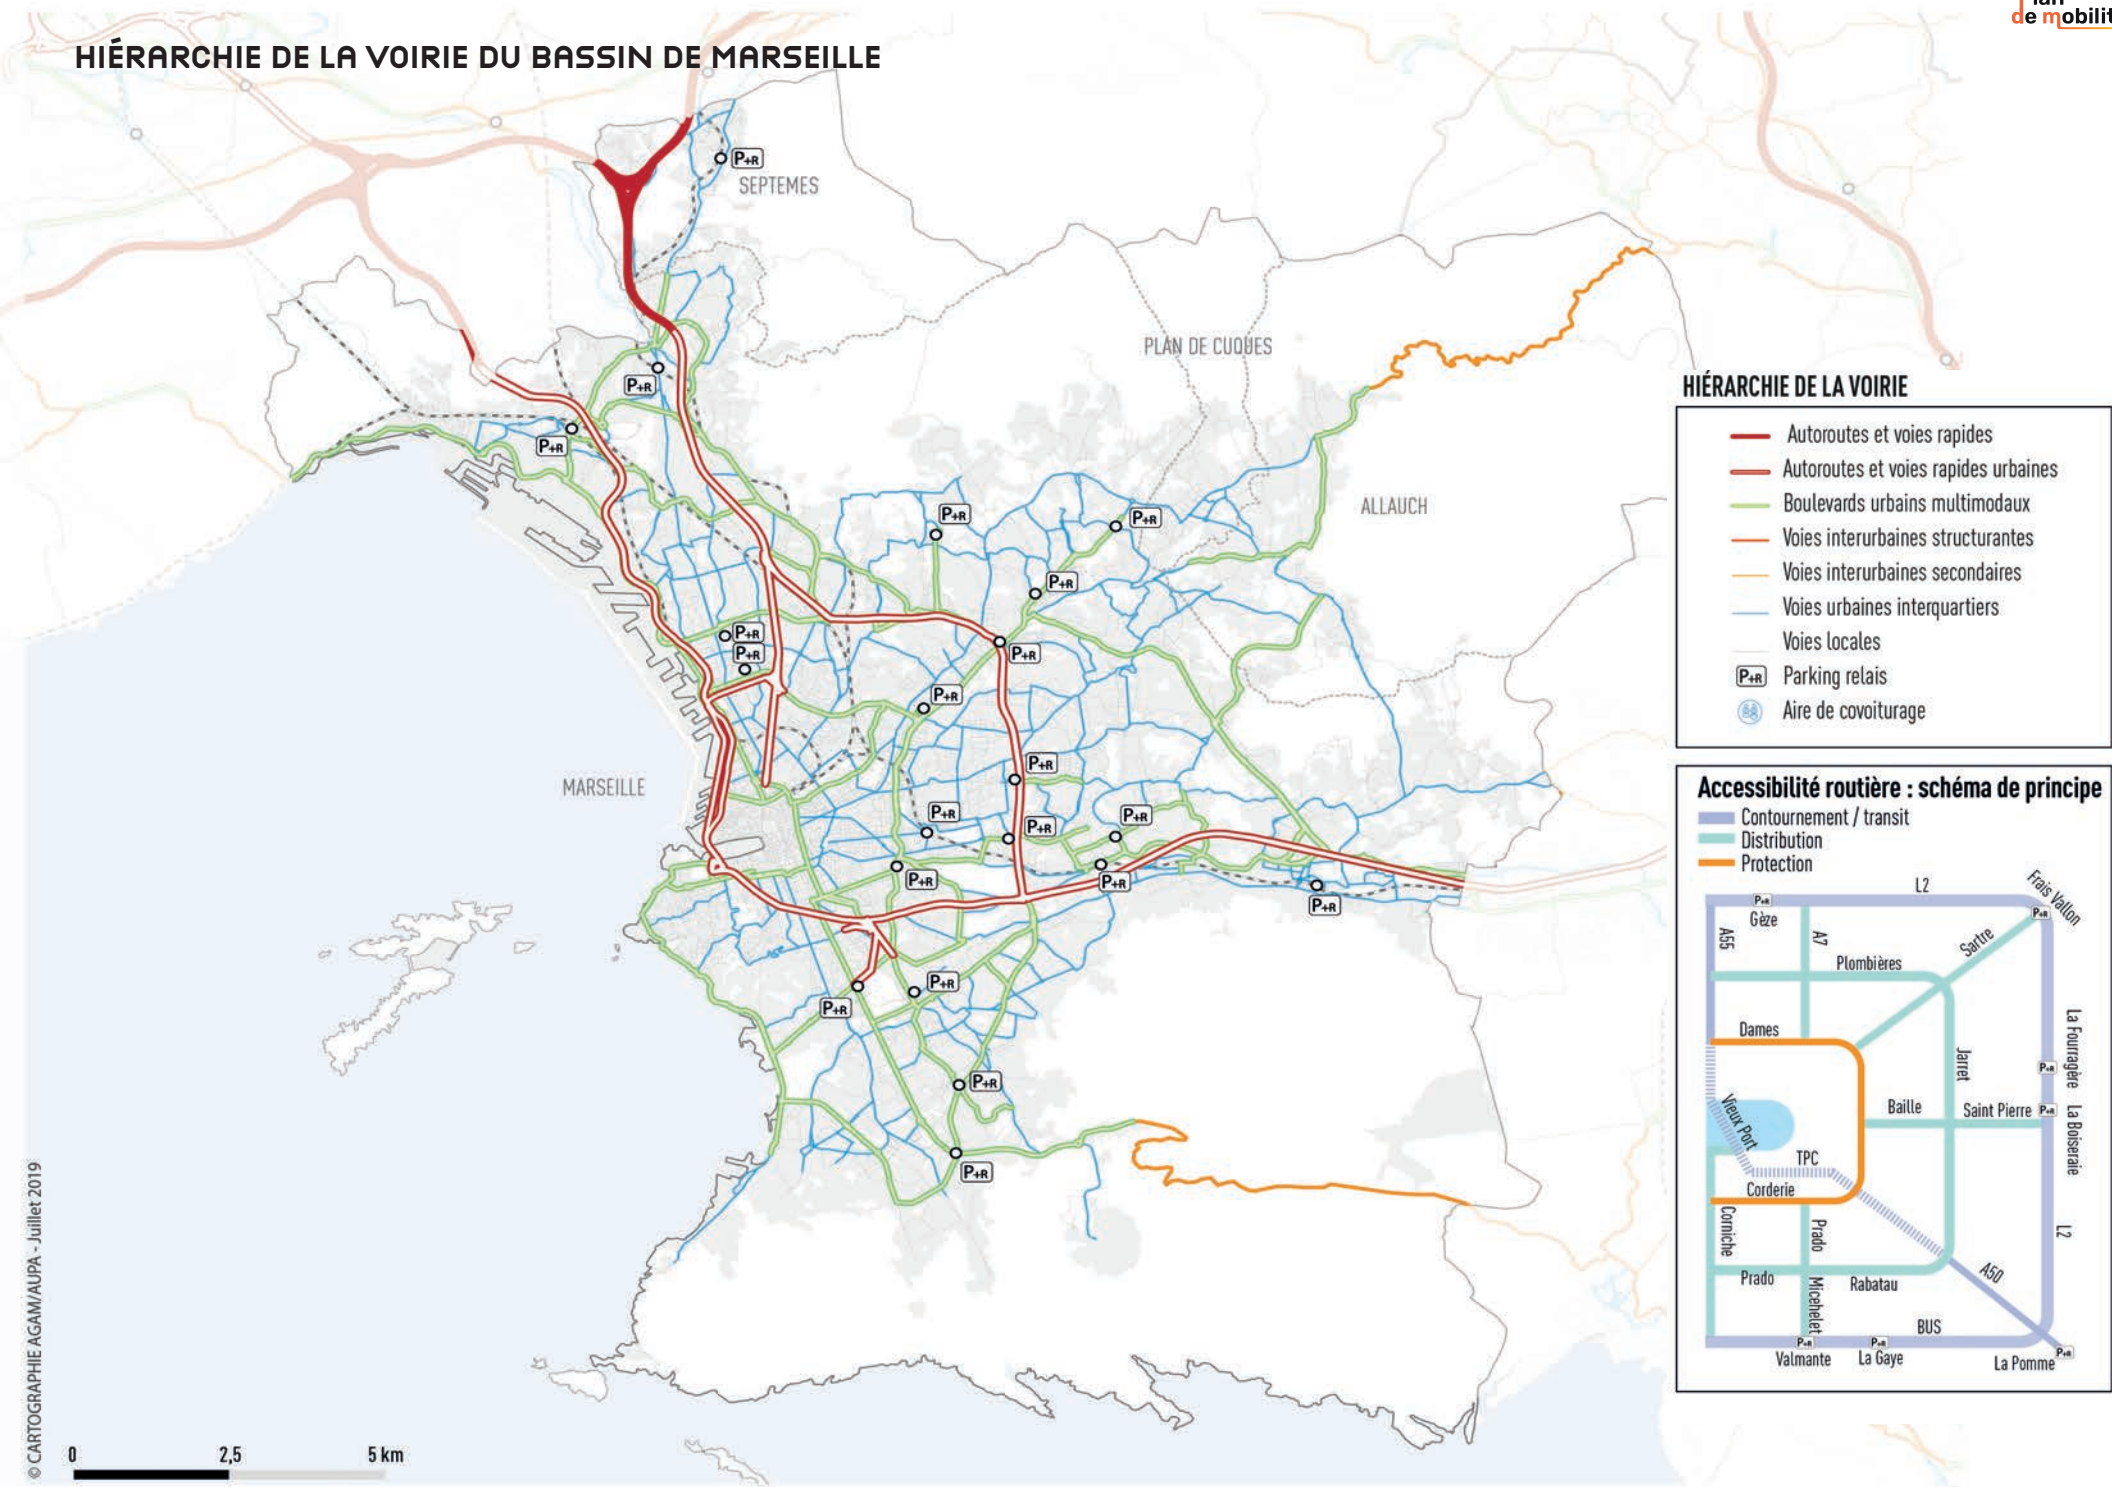 de mobilit
HIÉRARCHIE DE LA VOIRIE DU BASSIN DE MARSEILLE
P+R
SEPTEMES
PLAN DE CUQUES
P+R
P+R
ALLAUCH
P+R
P+R
P+R
P+R
P+R
P+R
P+R
MARSEILLE
P+R
P+R
P+R
P+R
P+R
P+R
P+R
P+R
P+R
P+R
P+R
© CARTOGRAPHIE AGAM/AUPA - Juillet 2019
0 2,5 5 km
HIÉRARCHIE DE LA VOIRIE
Autoroutes et voies rapides
Autoroutes et voies rapides urbaines
Boulevards urbains multimodaux
Voies interurbaines structurantes
Voies interurbaines secondaires
Voies urbaines interquartiers
Voies locales
P+R Parking relais
Aire de covoiturage
Accessibilité routière : schéma de principe
Contournement / transit
Distribution
Protection
L2
Frais Vallon
P+R
P+R
Gèze
A55
A7
Sartre
Plombières
Dames
Jarret
La Fourragère
P+R
Vieux Port
Baille
Saint Pierre
P+R
La Boiseraie
TPC
Corderie
Corniche
Prado
L2
Prado
Micehelet
Rabatau
A50
BUS
P+R
P+R
P+R
Valmante
La Gaye
La Pomme